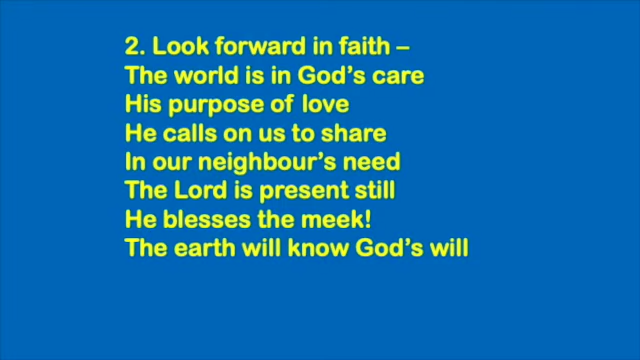 2. Look forward in faith –
The world is in God’s care
His purpose of love
He calls on us to share
In our neighbour’s need
The Lord is present still
He blesses the meek!
The earth will know God’s will